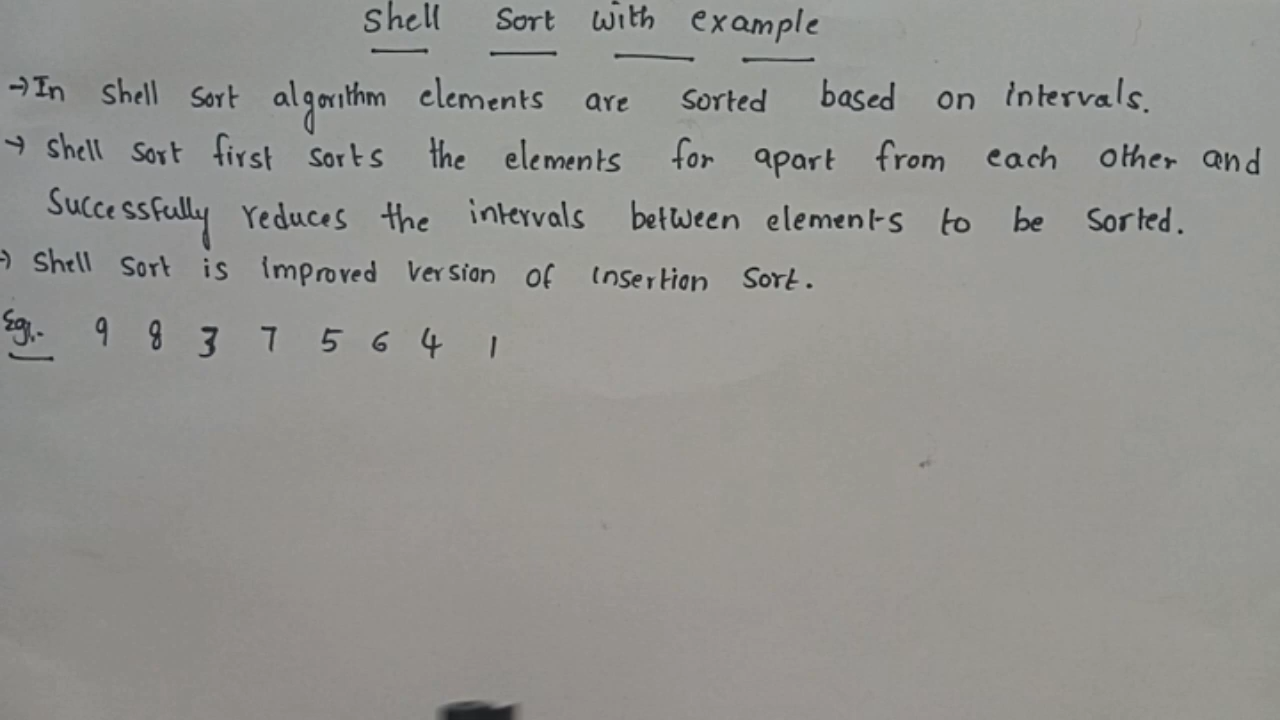 Shell Sort with example
→ In shell sort algorithm elements are sorted based on intervals.
→ shell sort first sorts the elements for apart from each other and
Successfully reduces the intervals between elements to be sorted.
→ shell sort is improved version of insertion sort.
Eg:- 9 8 3 7 5 6 4 1